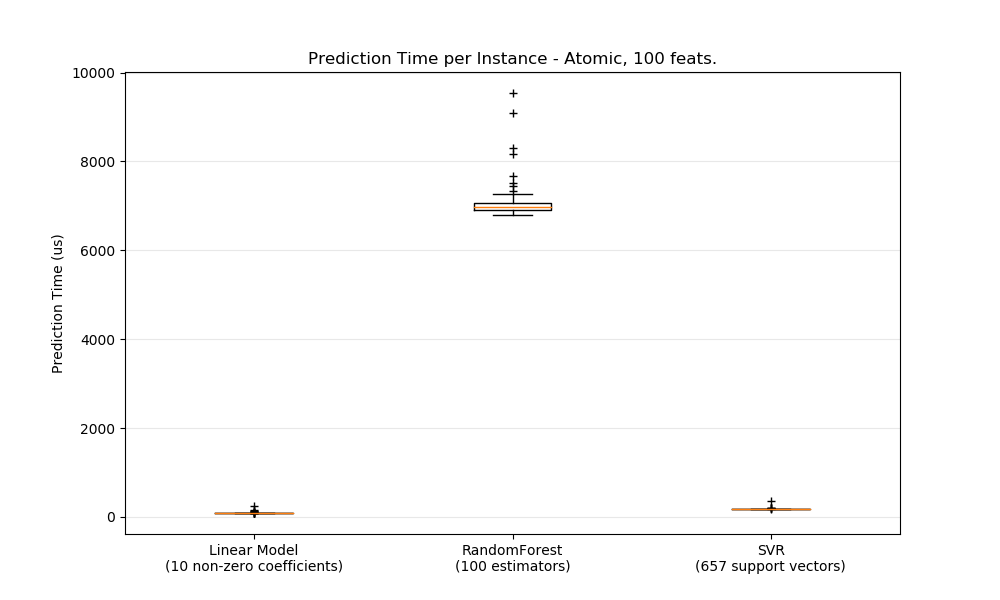 Prediction Time per Instance - Atomic, 100 feats.
10000
8000
6000
4000
2000
0
Prediction Time (us)
Linear Model
(10 non-zero coefficients)
RandomForest
(100 estimators)
SVR
(657 support vectors)